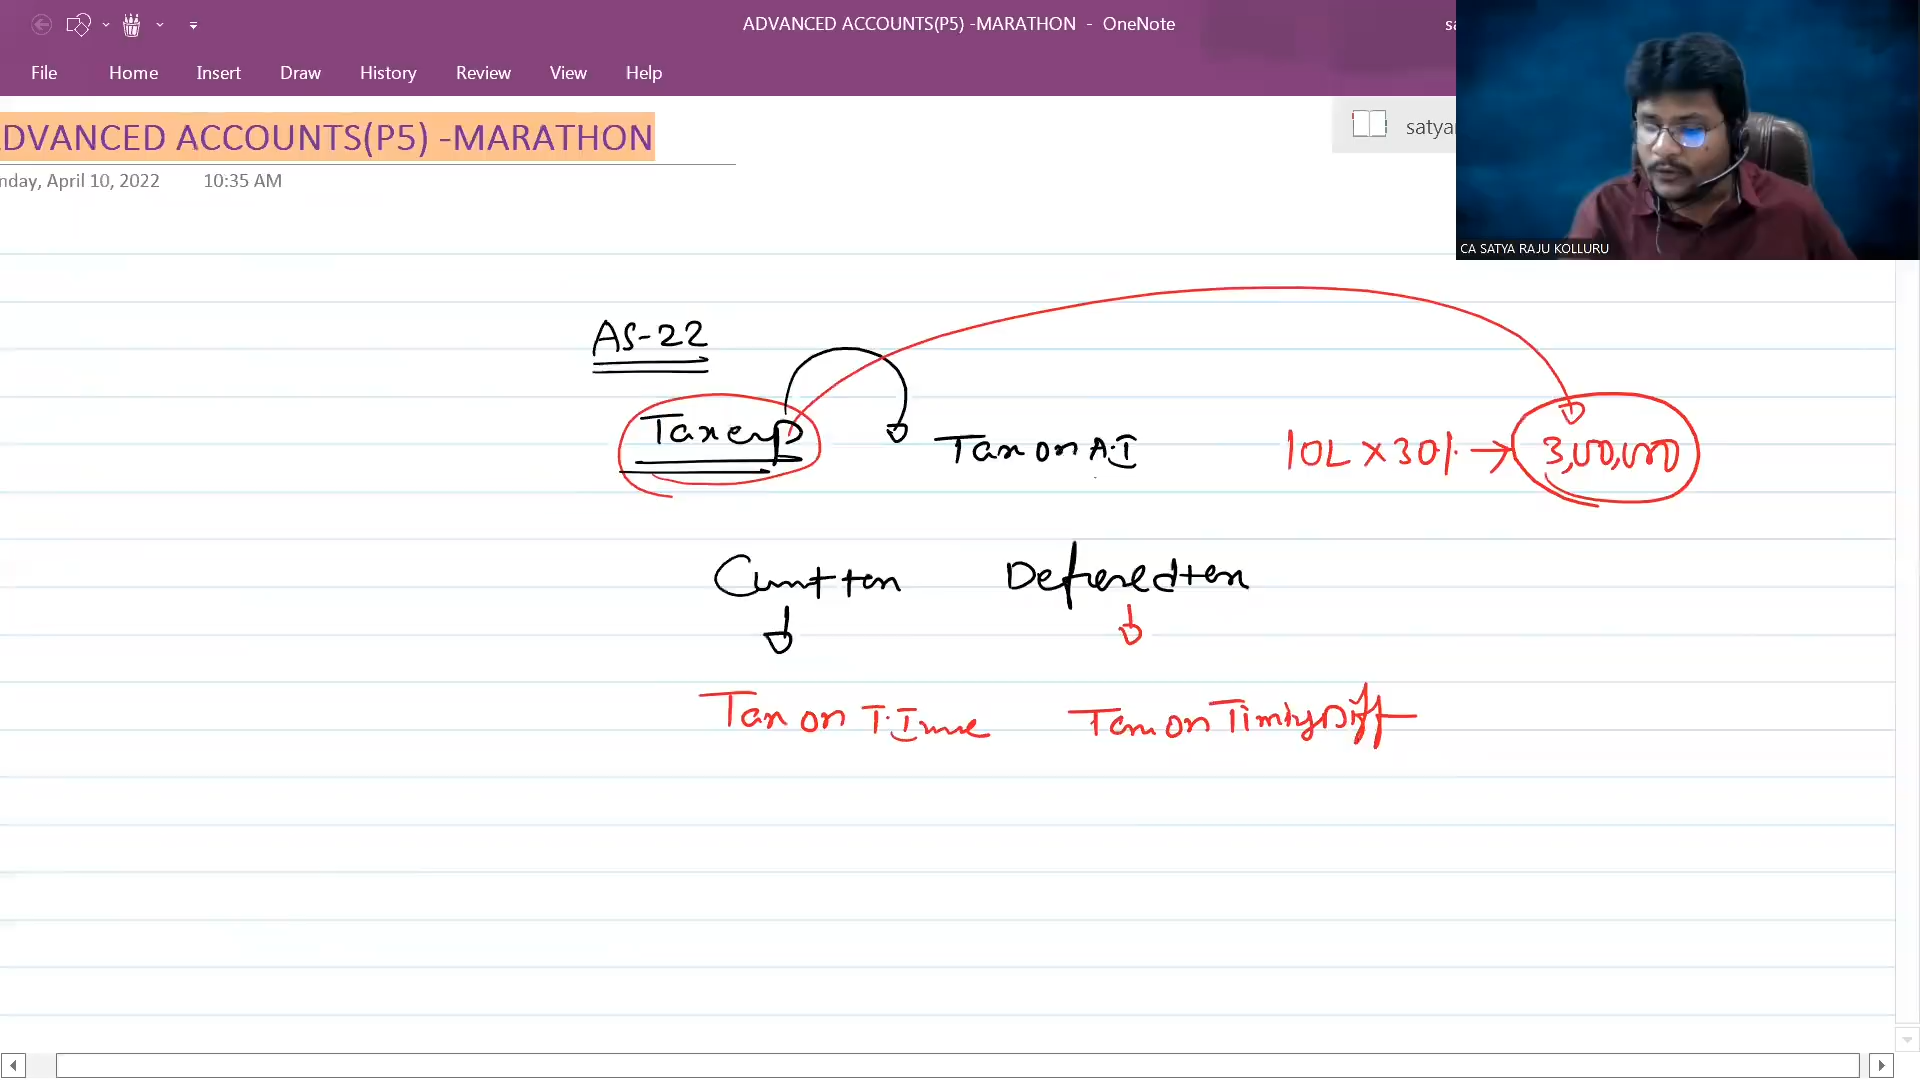 ADVANCED ACCOUNTS(P5) -MARATHON - OneNote
sa
File Home Insert Draw History Review View Help
DVANCED ACCOUNTS(P5) -MARATHON
satya
nday, April 10, 2022 10:35 AM
CA SATYA RAJU KOLLURU
AS-22
Tax exp
Tax on A.I
10L x 30% → 3,00,000
Current tax
Deferred tax
Tax on T.Income
Tax on Timing Diff